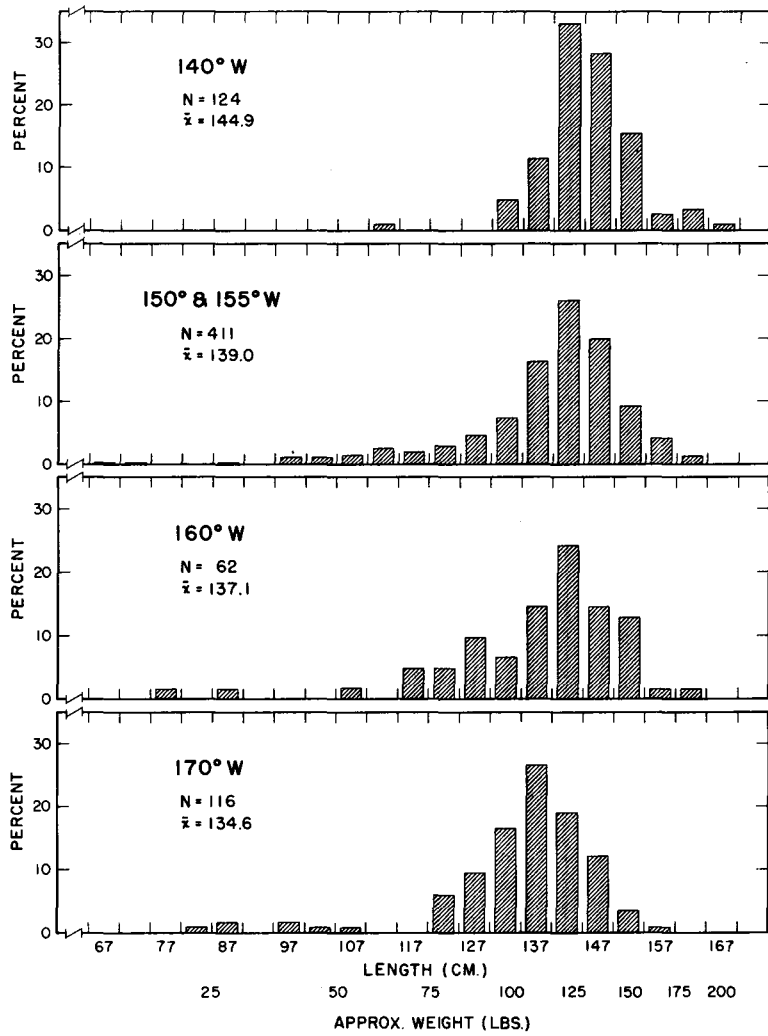 PERCENT
30
20
10
0
140° W
N = 124
x̄ = 144.9
PERCENT
30
20
10
0
150° & 155° W
N = 411
x̄ = 139.0
PERCENT
30
20
10
0
160° W
N = 62
x̄ = 137.1
PERCENT
30
20
10
0
170° W
N = 116
x̄ = 134.6
67 77 87 97 107 117 127 137 147 157 167
LENGTH (CM.)
25 50 75 100 125 150 175 200
APPROX. WEIGHT (LBS.)